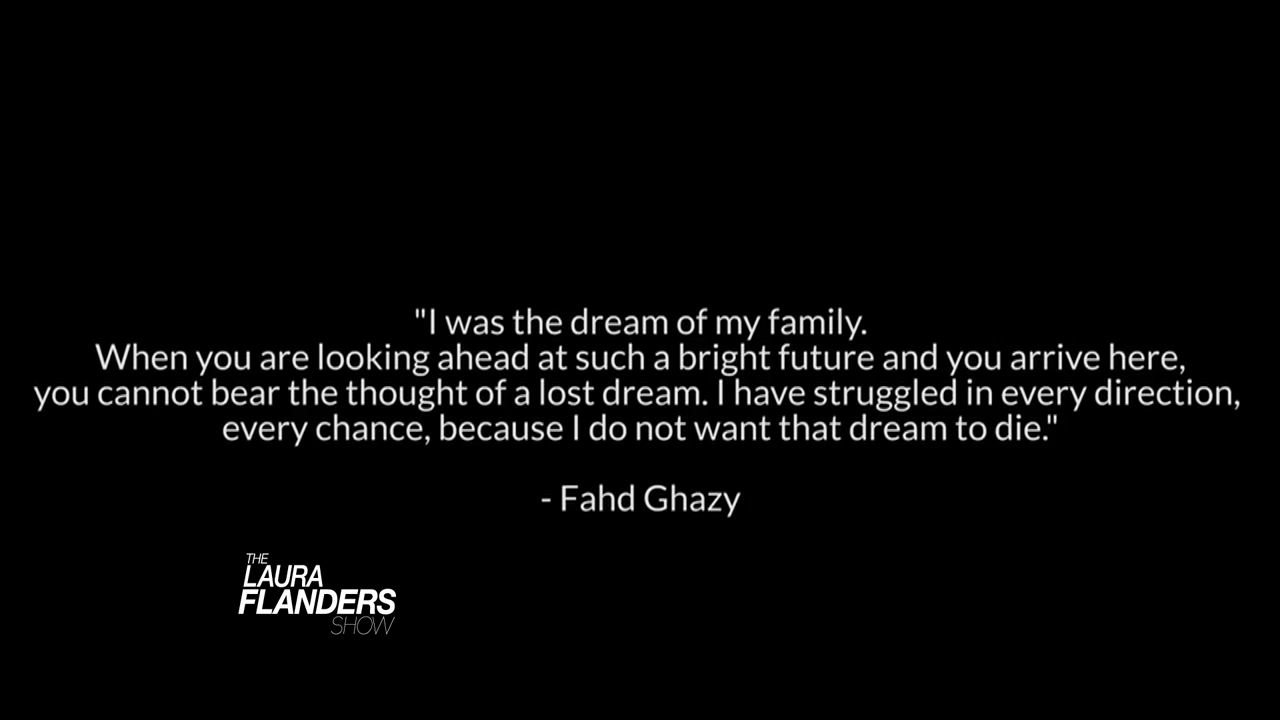 "I was the dream of my family.
When you are looking ahead at such a bright future and you arrive here,
you cannot bear the thought of a lost dream. I have struggled in every direction,
every chance, because I do not want that dream to die."
- Fahd Ghazy
THE
LAURA
FLANDERS
SHOW